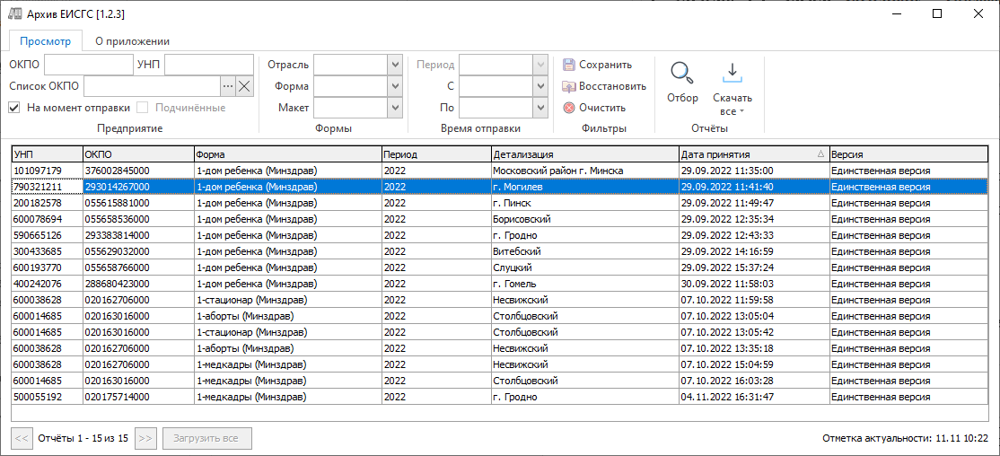 Архив ЕИСГС [1.2.3]
Просмотр О приложении
ОКПО УНП Отрасль Период Сохранить
Список ОКПО ... Форма С Восстановить Отбор Скачать все
На момент отправки Подчинённые Макет По Очистить
Предприятие Формы Время отправки Фильтры Отчёты
УНП ОКПО Форма Период Детализация Дата принятия Версия
101097179 376002845000 1-дом ребенка (Минздрав) 2022 Московский район г. Минска 29.09.2022 11:35:00 Единственная версия
790321211 293014267000 1-дом ребенка (Минздрав) 2022 г. Могилев 29.09.2022 11:41:40 Единственная версия
200182578 055615881000 1-дом ребенка (Минздрав) 2022 г. Пинск 29.09.2022 11:49:47 Единственная версия
600078694 055658536000 1-дом ребенка (Минздрав) 2022 Борисовский 29.09.2022 12:35:34 Единственная версия
590665126 293383814000 1-дом ребенка (Минздрав) 2022 г. Гродно 29.09.2022 12:43:33 Единственная версия
300433685 055629032000 1-дом ребенка (Минздрав) 2022 Витебский 29.09.2022 14:16:59 Единственная версия
600193770 055658766000 1-дом ребенка (Минздрав) 2022 Слуцкий 29.09.2022 15:37:24 Единственная версия
400242076 288680423000 1-дом ребенка (Минздрав) 2022 г. Гомель 30.09.2022 11:58:03 Единственная версия
600038628 020162706000 1-стационар (Минздрав) 2022 Несвижский 07.10.2022 11:59:58 Единственная версия
600014685 020163016000 1-аборты (Минздрав) 2022 Столбцовский 07.10.2022 13:05:04 Единственная версия
600014685 020163016000 1-стационар (Минздрав) 2022 Столбцовский 07.10.2022 13:05:42 Единственная версия
600038628 020162706000 1-аборты (Минздрав) 2022 Несвижский 07.10.2022 13:35:18 Единственная версия
600038628 020162706000 1-медкадры (Минздрав) 2022 Несвижский 07.10.2022 15:04:59 Единственная версия
600014685 020163016000 1-медкадры (Минздрав) 2022 Столбцовский 07.10.2022 16:03:28 Единственная версия
500055192 020175714000 1-медкадры (Минздрав) 2022 г. Гродно 04.11.2022 16:31:47 Единственная версия
<< Отчёты 1 - 15 из 15 >> Загрузить все Отметка актуальности: 11.11 10:22